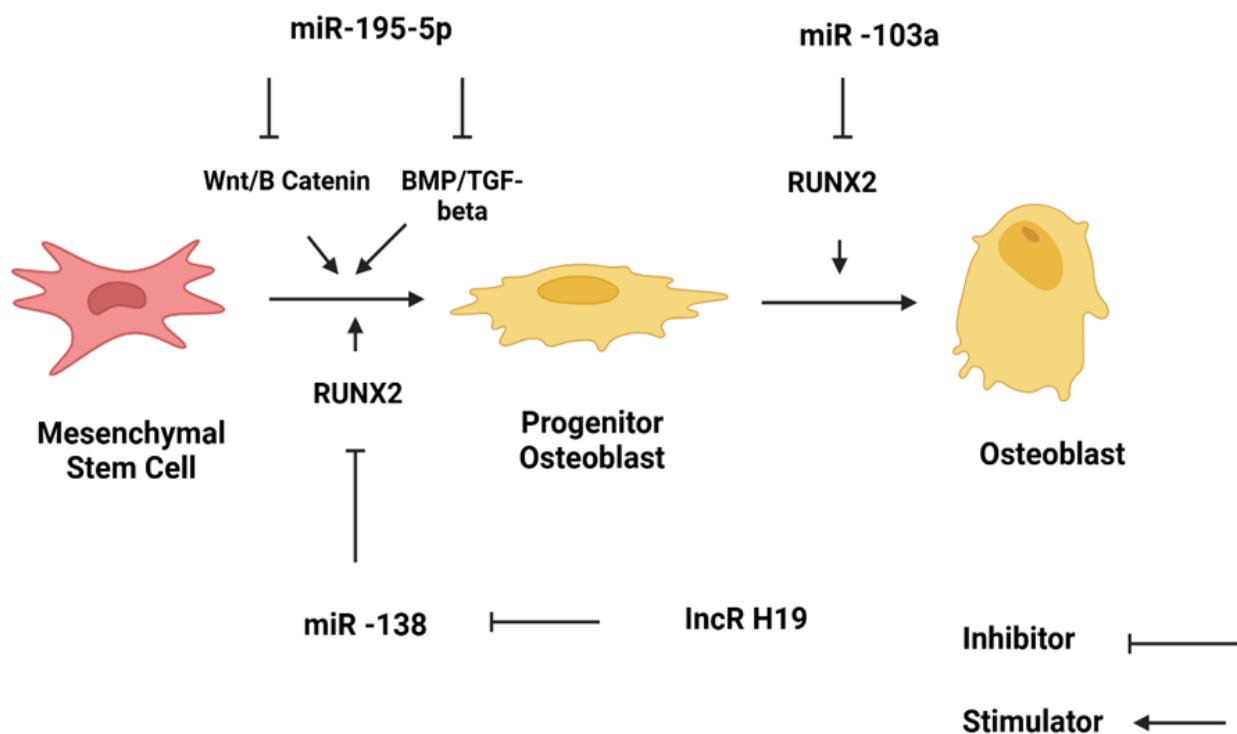 miR-195-5p
miR -103a
Wnt/B Catenin
BMP/TGF-
beta
RUNX2
RUNX2
Mesenchymal
Stem Cell
Progenitor
Osteoblast
Osteoblast
miR -138
lncR H19
Inhibitor
Stimulator